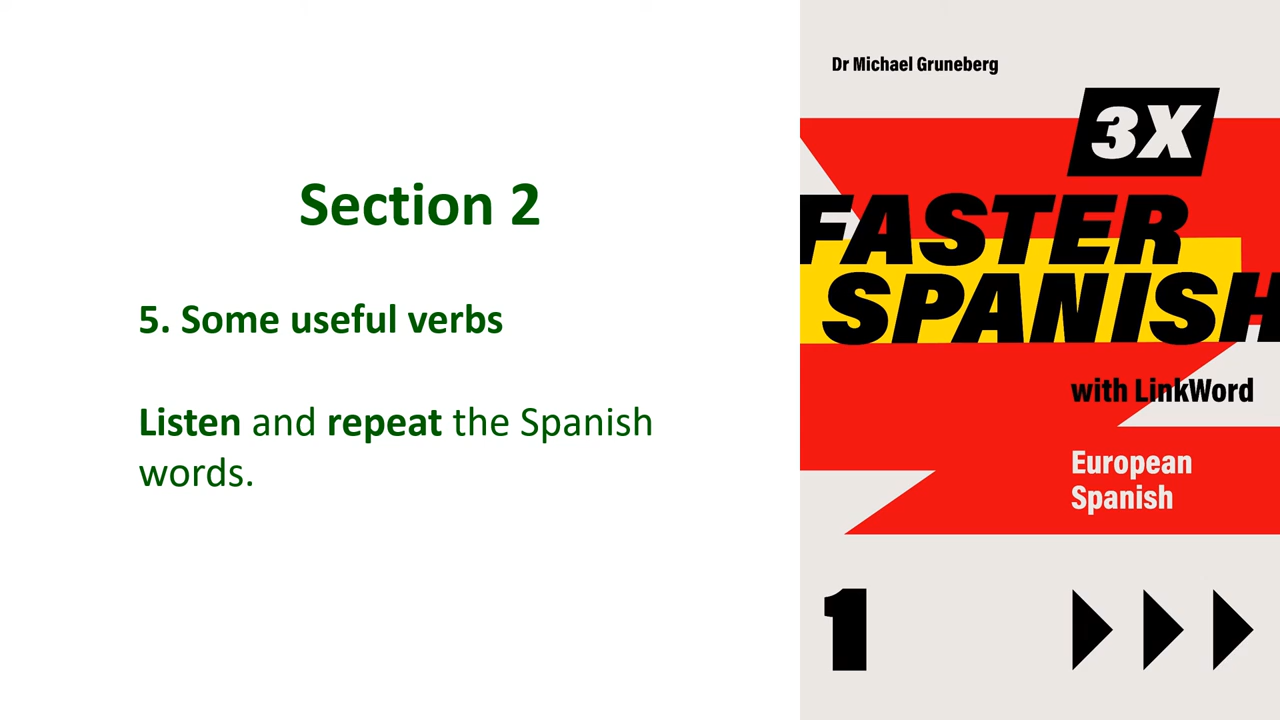 Section 2
5. Some useful verbs
Listen and repeat the Spanish
words.
Dr Michael Gruneberg
3X
FASTER
SPANISH
with LinkWord
European
Spanish
1